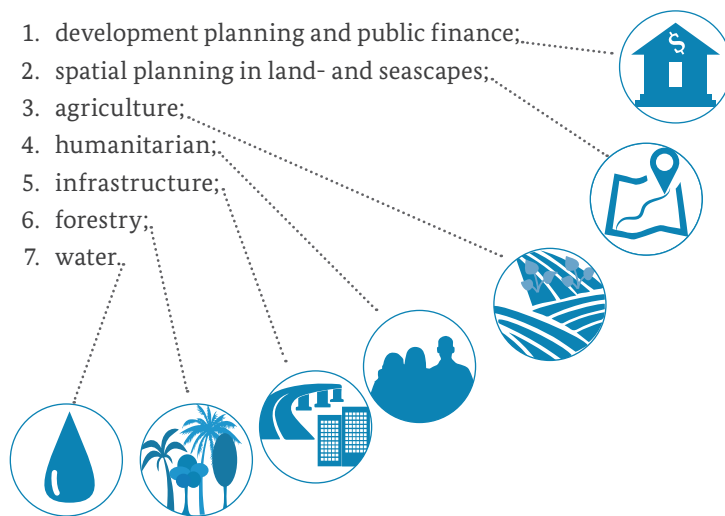 1. development planning and public finance;
2. spatial planning in land- and seascapes;
3. agriculture;
4. humanitarian;
5. infrastructure;
6. forestry;
7. water.
$